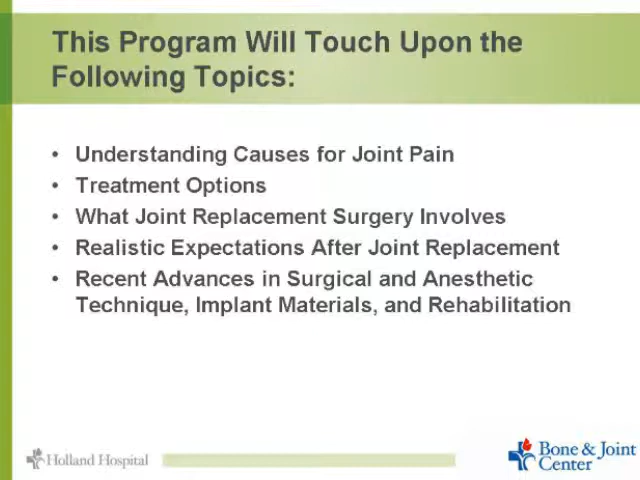 This Program Will Touch Upon the
Following Topics:
• Understanding Causes for Joint Pain
• Treatment Options
• What Joint Replacement Surgery Involves
• Realistic Expectations After Joint Replacement
• Recent Advances in Surgical and Anesthetic
Technique, Implant Materials, and Rehabilitation
Holland Hospital
Bone & Joint
Center